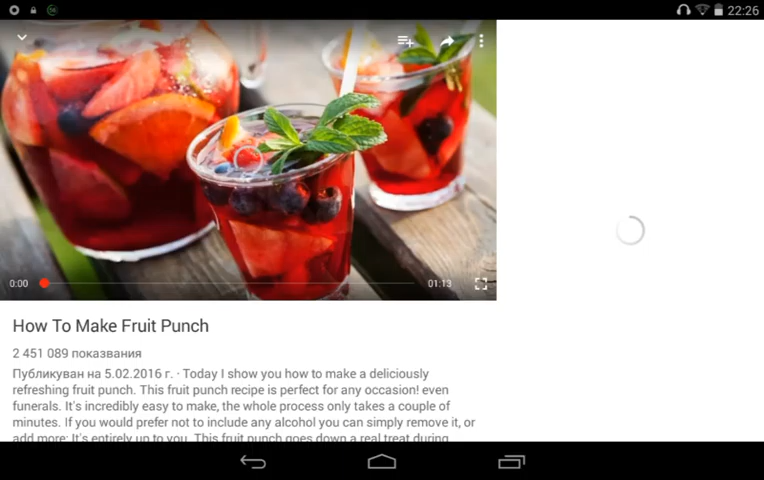 22:26
0:00
01:13
How To Make Fruit Punch
2 451 089 показвания
Публикуван на 5.02.2016 г. · Today I show you how to make a deliciously
refreshing fruit punch. This fruit punch recipe is perfect for any occasion! even
funerals. It's incredibly easy to make, the whole process only takes a couple of
minutes. If you would prefer not to include any alcohol you can simply remove it, or
add more: It's entirely up to you. This fruit punch goes down a real treat during